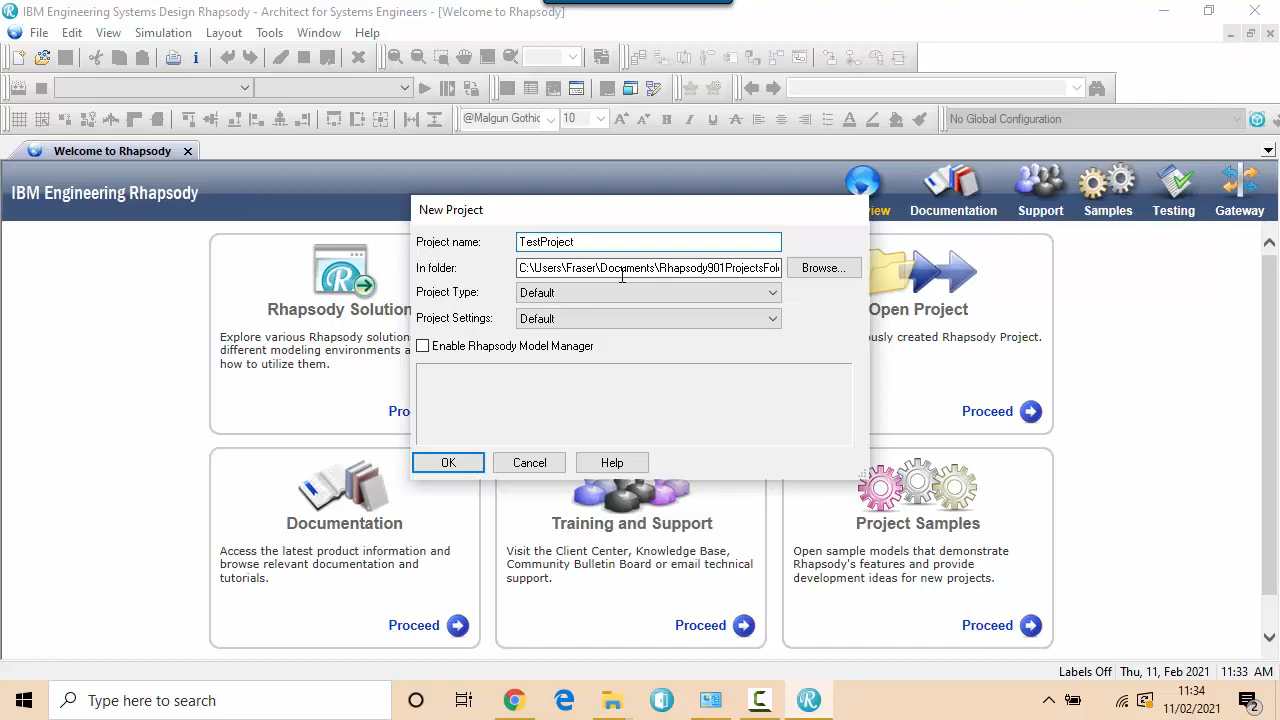 IBM Engineering Systems Design Rhapsody - Architect for Systems Engineers - [Welcome to Rhapsody]
File Edit View Simulation Layout Tools Window Help
@Malgun Gothic 10 No Global Configuration
Welcome to Rhapsody
IBM Engineering Rhapsody
Documentation Support Samples Testing Gateway
New Project
Project name: TestProject
In folder: C:\Users\Fraser\Documents\Rhapsody901ProjectsFol Browse...
Project Type: Default
Project Settings: Default
Enable Rhapsody Model Manager
OK Cancel Help
Rhapsody Solution
Explore various Rhapsody solution
different modeling environments a
how to utilize them.
Open Project
created Rhapsody Project.
Proceed
Documentation
Access the latest product information and
browse relevant documentation and
tutorials.
Proceed
Training and Support
Visit the Client Center, Knowledge Base,
Community Bulletin Board or email technical
support.
Proceed
Project Samples
Open sample models that demonstrate
Rhapsody's features and provide
development ideas for new projects.
Proceed
Labels Off Thu, 11, Feb 2021 11:33 AM
Type here to search
11:34
11/02/2021
2